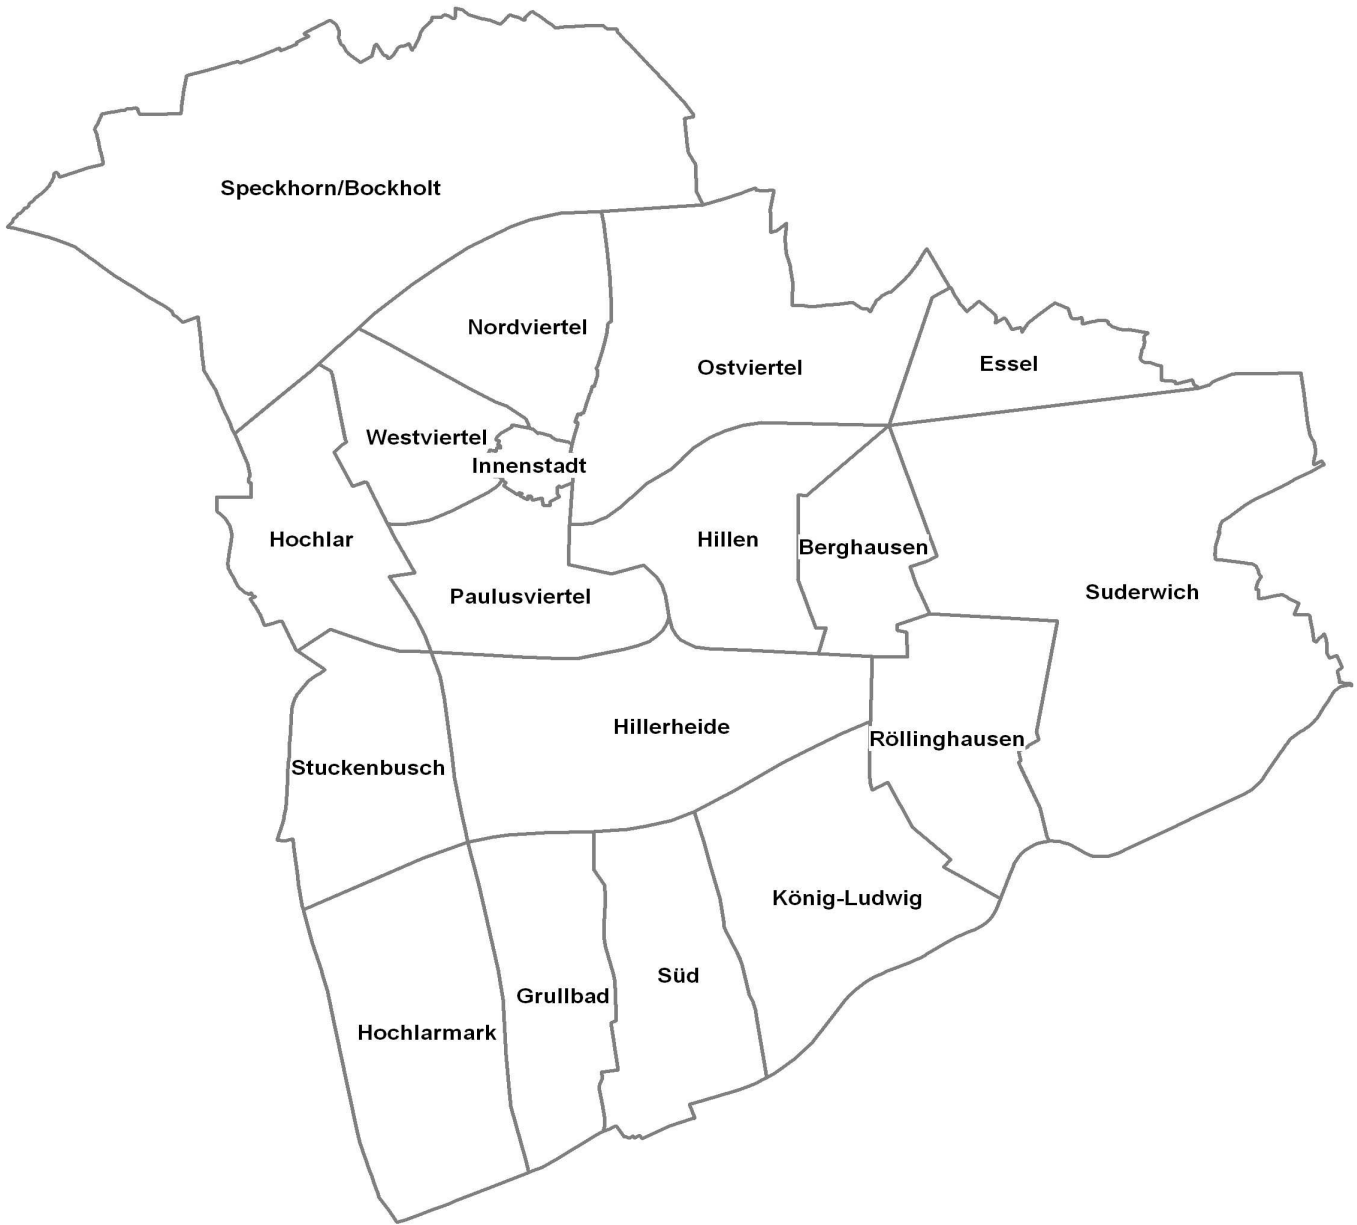 Speckhorn/Bockholt
Nordviertel
Ostviertel
Essel
Westviertel
Innenstadt
Hochlar
Hillen
Berghausen
Paulusviertel
Suderwich
Hillerheide
Röllinghausen
Stuckenbusch
König-Ludwig
Süd
Grullbad
Hochlarmark